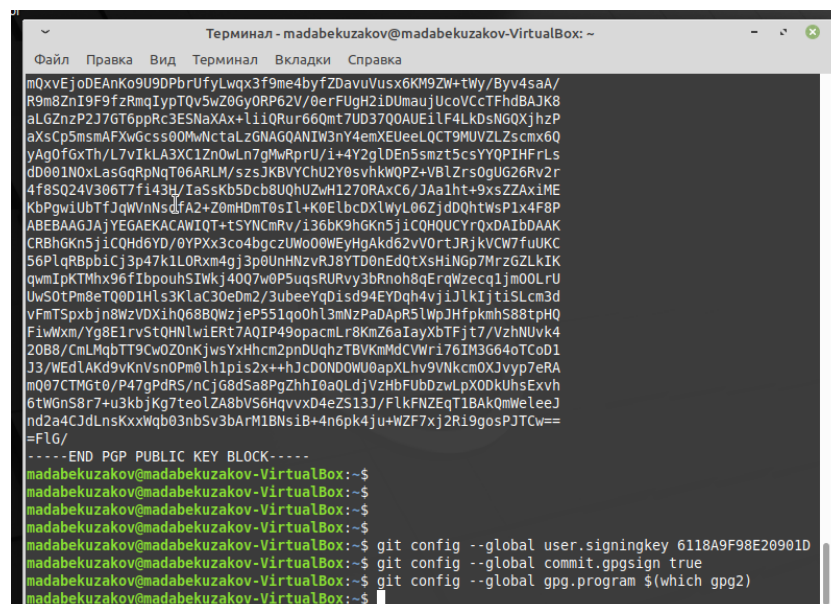 Терминал - madabekuzakov@madabekuzakov-VirtualBox: ~
Файл Правка Вид Терминал Вкладки Справка
mQxvEjoDEAnKo9U9DPbrUfyLwqx3f9me4byfZDavuVusx6KM9ZW+tWy/Byv4saA/
R9m8ZnI9F9fzRmqIypTQv5wZ0GyORP62V/0erFUgH2iDUmaujUcoVCcTFhdBAJK8
aLGZnzP2J7GT6ppRc3ESNaXAx+liiQRur66Qmt7UD37QOAUEilF4LkDsNGQXjhzP
aXsCp5msmAFXwGcss0OMwNctaLzGNAGQANIW3nY4emXEUeeLQCT9MUVZLZscmx6Q
yAgOfGxTh/L7vIkLA3XC1ZnOwLn7gMwRprU/i+4Y2glDEn5smzt5csYYQPIHFrLs
dD001NOxLasGqRpNqT06ARLM/szsJKBVYChU2Y0svhkWQPZ+VBlZrsOgUG26Rv2r
4f8SQ24V306T7fi43H/IaSsKb5Dcb8UQhUZwH127ORAxC6/JAa1ht+9xsZZAxiME
KbPgwiUbTfJqWVnNsdfA2+Z0mHDmT0sIl+K0ElbcDXlWyL06ZjdDQhtWsP1x4F8P
ABEBAAGJAjYEGAEKACAWIQT+tSYNCmRv/i36bK9hGKn5jiCQHQUCYrQxDAIbDAAK
CRBhGKn5jiCQHd6YD/0YPXx3co4bgczUWoO0WEyHgAkd62vVOrtJRjkVCW7fuUKC
56PlqRBpbiCj3p47k1LORxm4gj3p0UnHNzvRJ8YTD0nEdQtXsHiNGp7MrzGZLkIK
qwmIpKTMhx96fIbpouhSIWkj4OQ7w0P5uqsRURvy3bRnoh8qErqWzecq1jmOOLrU
UwSOtPm8eTQ0D1Hls3KlaC3OeDm2/3ubeeYqDisd94EYDqh4vjiJlkIjtiSLcm3d
vFmTSpxbjn8WzVDXihQ68BQWzjeP551qoOhl3mNzPaDApR5lWpJHfpkmhS88tpHQ
FiwWxm/Yg8E1rvStQHNlwiERt7AQIP49opacmLr8KmZ6aIayXbTFjt7/VzhNUvk4
2OB8/CmLMqbTT9CwOZOnKjwsYxHhcm2pnDUqhzTBVKmMdCVWri76IM3G64oTCoD1
J3/WEdlAKd9vKnVsnOPm0lh1pis2x++hJcDONDOWU0apXLhv9VNkcmOXJvyp7eRA
mQ07CTMGt0/P47gPdRS/nCjG8dSa8PgZhhI0aQLdjVzHbFUbDzwLpXODkUhsExvh
6tWGnS8r7+u3kbjKg7teolZA8bVS6HqvvxD4eZS13J/FlkFNZEqT1BAkQmWeleeJ
nd2a4CJdLnsKxxWqb03nbSv3bArM1BNsiB+4n6pk4ju+WZF7xj2Ri9gosPJTCw==
=FlG/
-----END PGP PUBLIC KEY BLOCK-----
madabekuzakov@madabekuzakov-VirtualBox:~$
madabekuzakov@madabekuzakov-VirtualBox:~$
madabekuzakov@madabekuzakov-VirtualBox:~$
madabekuzakov@madabekuzakov-VirtualBox:~$
madabekuzakov@madabekuzakov-VirtualBox:~$ git config --global user.signingkey 6118A9F98E20901D
madabekuzakov@madabekuzakov-VirtualBox:~$ git config --global commit.gpgsign true
madabekuzakov@madabekuzakov-VirtualBox:~$ git config --global gpg.program $(which gpg2)
madabekuzakov@madabekuzakov-VirtualBox:~$